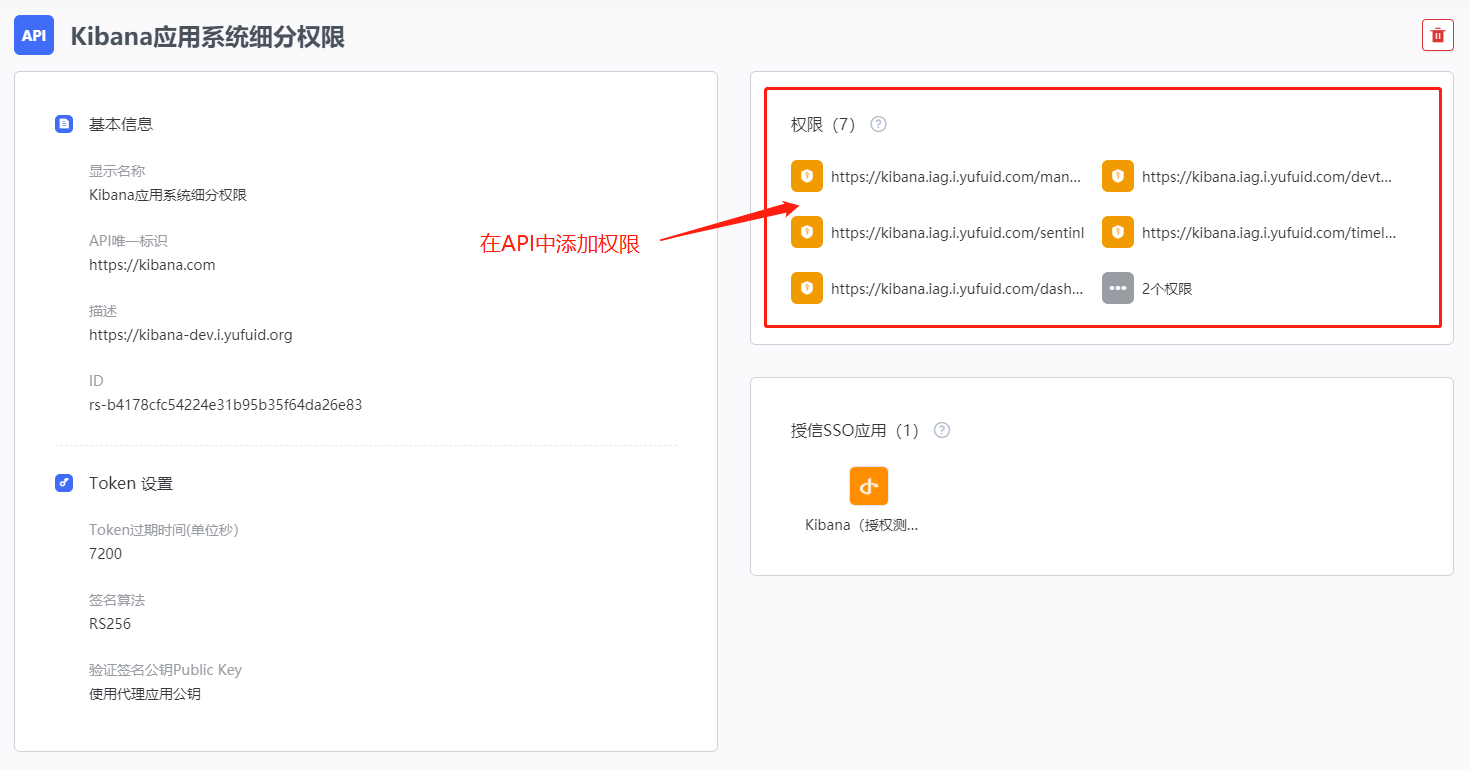 API Kibana应用系统细分权限
基本信息
显示名称
Kibana应用系统细分权限
API唯一标识
https://kibana.com
描述
https://kibana-dev.i.yufuid.org
ID
rs-b4178cfc54224e31b95b35f64da26e83
Token 设置
Token过期时间(单位秒)
7200
签名算法
RS256
验证签名公钥Public Key
使用代理应用公钥
在API中添加权限
权限（7）
https://kibana.iag.i.yufuid.com/man...
https://kibana.iag.i.yufuid.com/devt...
https://kibana.iag.i.yufuid.com/sentinl
https://kibana.iag.i.yufuid.com/timel...
https://kibana.iag.i.yufuid.com/dash...
2个权限
授信SSO应用（1）
Kibana（授权测...